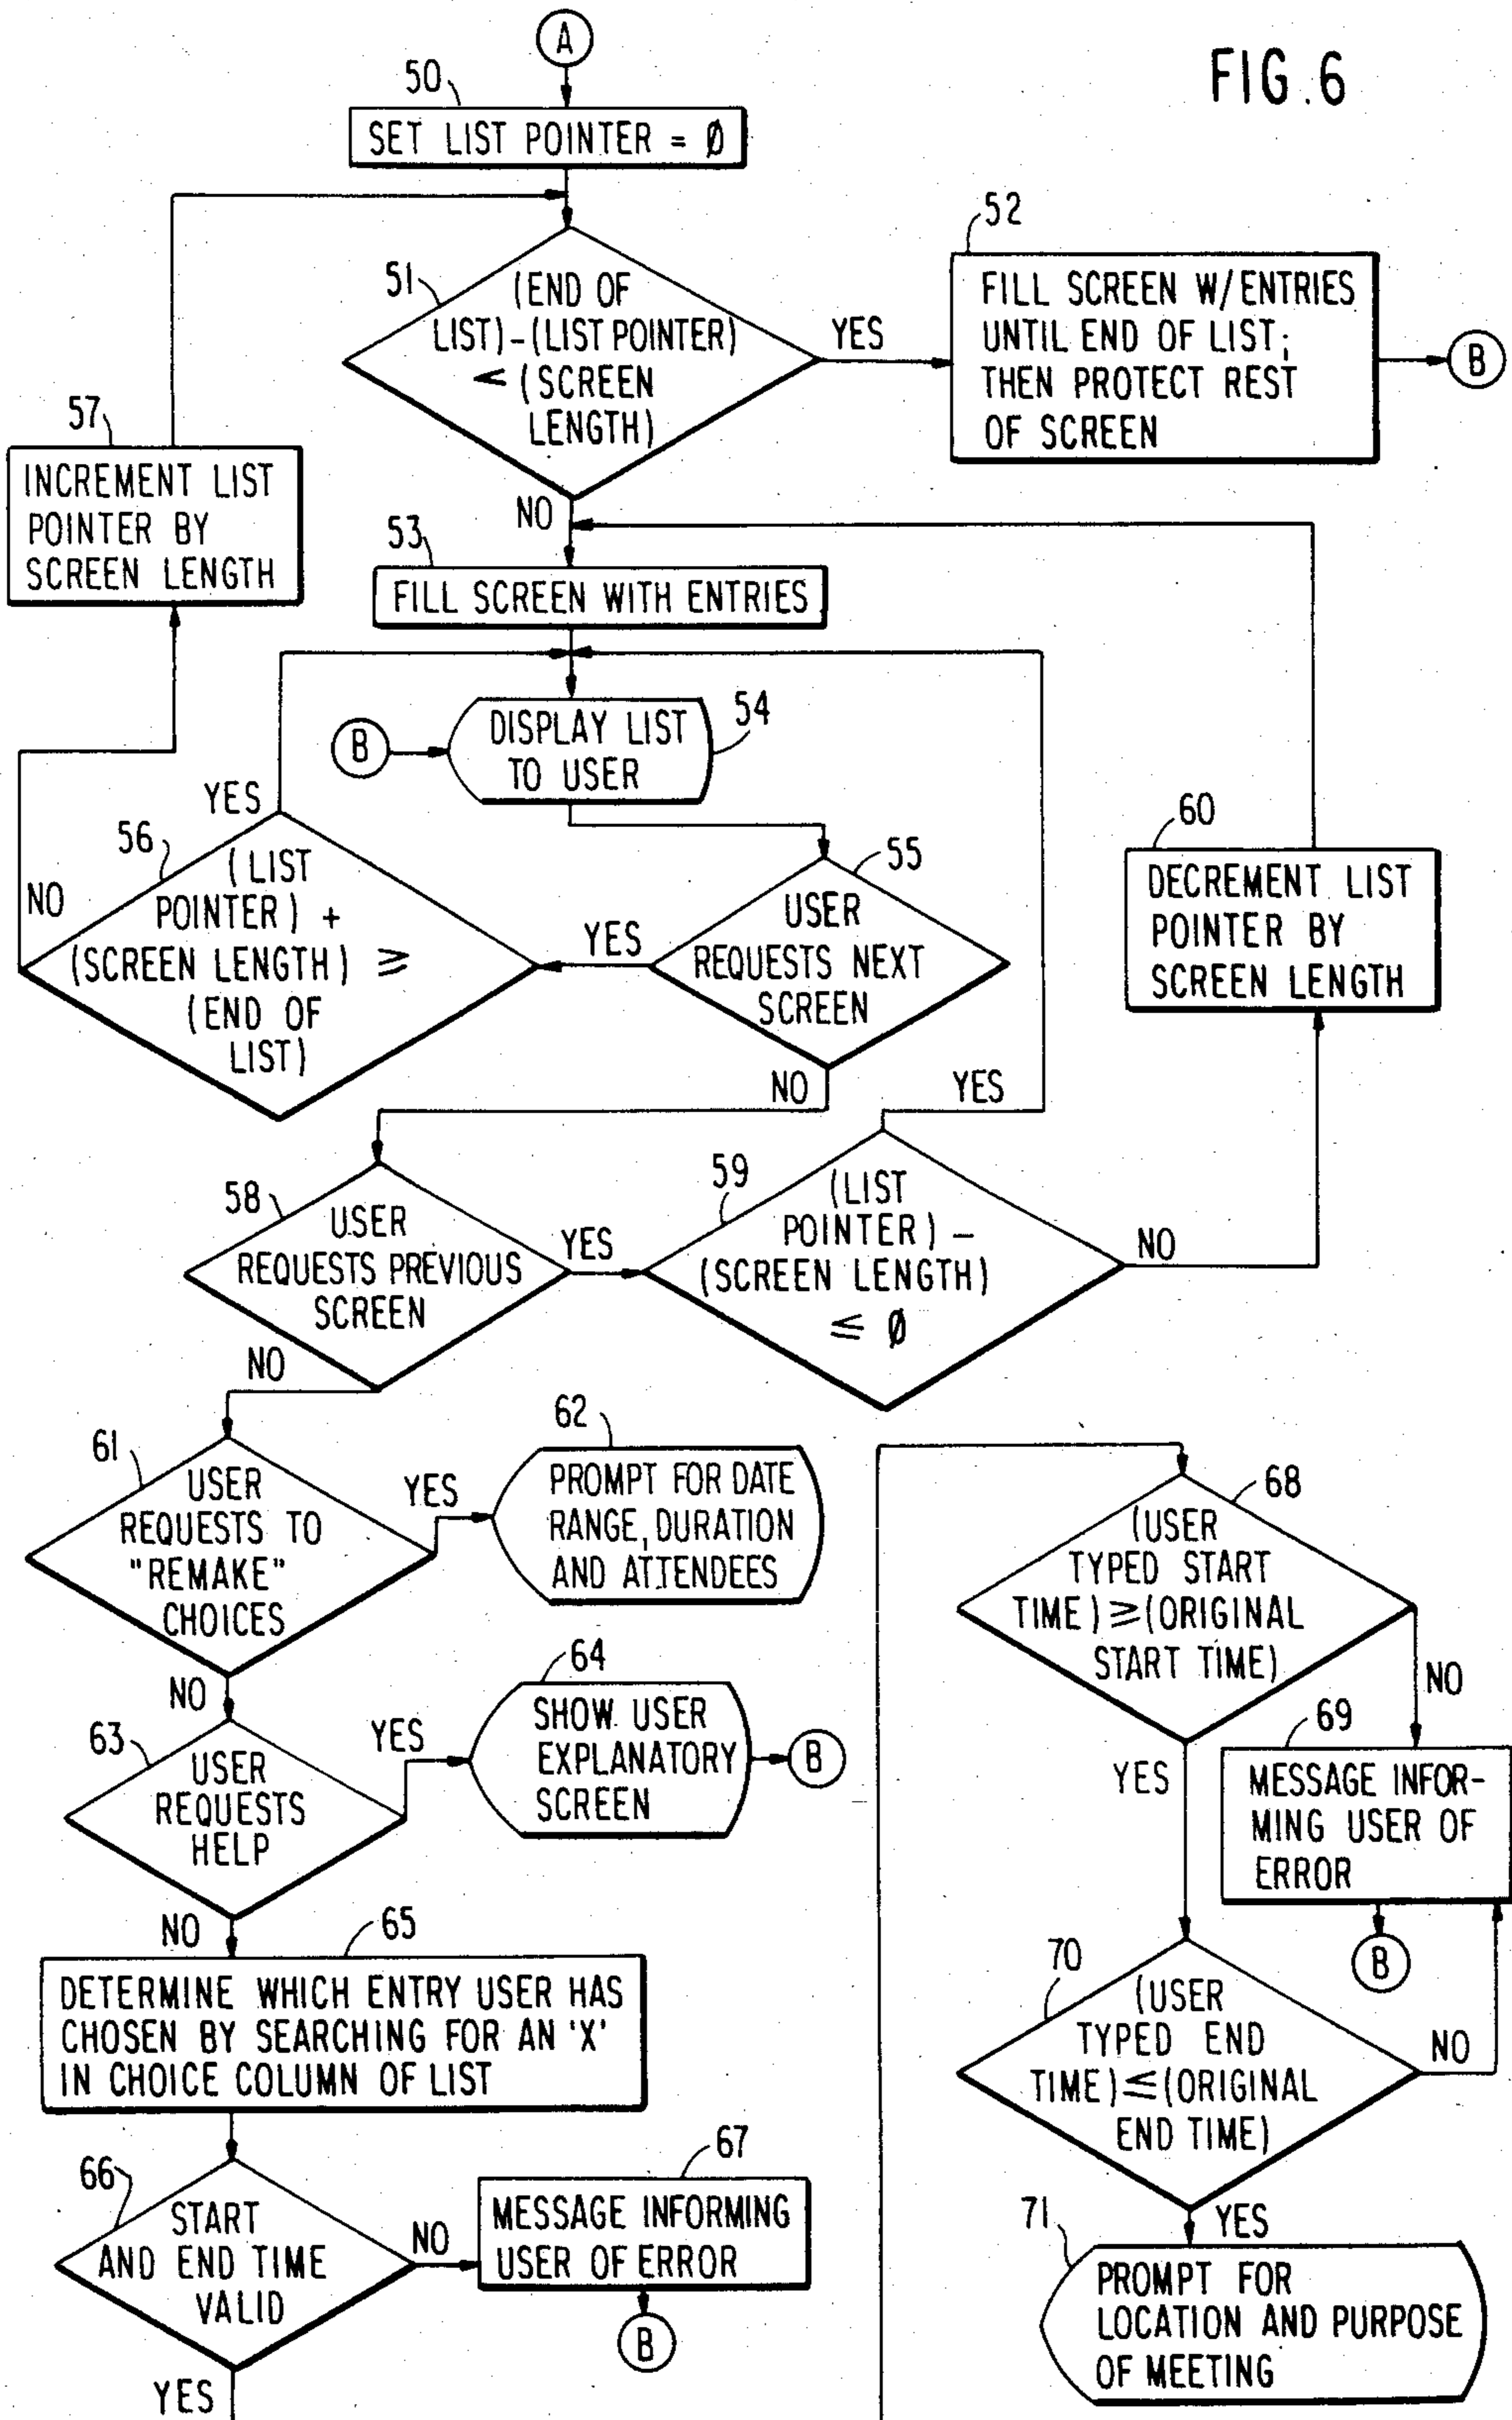 A
FIG.6
50
SET LIST POINTER = Ø
52
51
(END OF
LIST)-(LIST POINTER)
< (SCREEN
LENGTH)
YES
FILL SCREEN W/ENTRIES
UNTIL END OF LIST;
THEN PROTECT REST
OF SCREEN
B
57
INCREMENT LIST
POINTER BY
SCREEN LENGTH
NO
53
FILL SCREEN WITH ENTRIES
B
DISPLAY LIST
TO USER
54
YES
56
(LIST
POINTER) +
(SCREEN LENGTH) ≥
(END OF
LIST)
NO
YES
55
USER
REQUESTS NEXT
SCREEN
60
DECREMENT LIST
POINTER BY
SCREEN LENGTH
NO
YES
58
USER
REQUESTS PREVIOUS
SCREEN
YES
59
(LIST
POINTER) -
(SCREEN LENGTH)
≤ Ø
NO
NO
61
USER
REQUESTS TO
"REMAKE"
CHOICES
YES
62
PROMPT FOR DATE
RANGE, DURATION
AND ATTENDEES
NO
63
USER
REQUESTS
HELP
YES
64
SHOW USER
EXPLANATORY
SCREEN
B
NO
65
DETERMINE WHICH ENTRY USER HAS
CHOSEN BY SEARCHING FOR AN 'X'
IN CHOICE COLUMN OF LIST
66
START
AND END TIME
VALID
NO
67
MESSAGE INFORMING
USER OF ERROR
B
YES
68
(USER
TYPED START
TIME)≥(ORIGINAL
START TIME)
NO
69
MESSAGE INFOR-
MING USER OF
ERROR
B
YES
70
(USER
TYPED END
TIME)≤(ORIGINAL
END TIME)
NO
YES
71
PROMPT FOR
LOCATION AND PURPOSE
OF MEETING